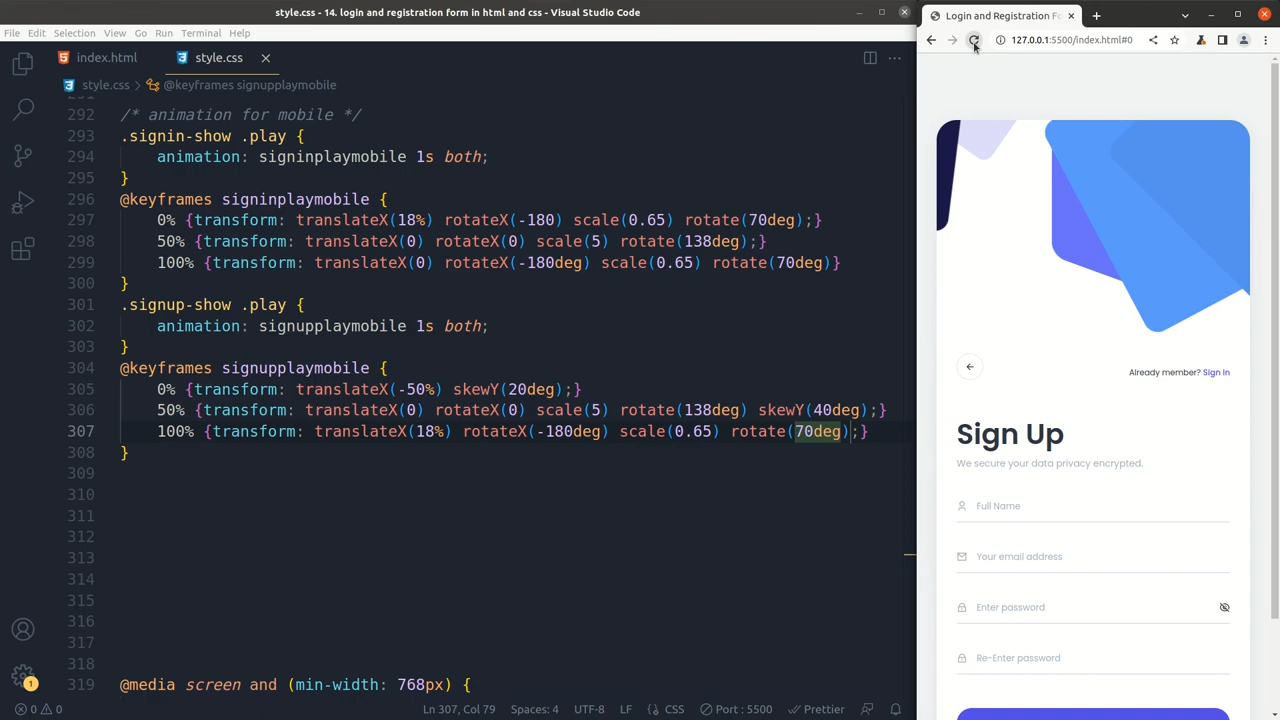 style.css - 14. login and registration form in html and css - Visual Studio Code
File Edit Selection View Go Run Terminal Help
index.html style.css
style.css > @keyframes signupplaymobile
292 /* animation for mobile */
293 .signin-show .play {
294 animation: signinplaymobile 1s both;
295 }
296 @keyframes signinplaymobile {
297 0% {transform: translateX(18%) rotateX(-180) scale(0.65) rotate(70deg);}
298 50% {transform: translateX(0) rotateX(0) scale(5) rotate(138deg);}
299 100% {transform: translateX(0) rotateX(-180deg) scale(0.65) rotate(70deg)}
300 }
301 .signup-show .play {
302 animation: signupplaymobile 1s both;
303 }
304 @keyframes signupplaymobile {
305 0% {transform: translateX(-50%) skewY(20deg);}
306 50% {transform: translateX(0) rotateX(0) scale(5) rotate(138deg) skewY(40deg);}
307 100% {transform: translateX(18%) rotateX(-180deg) scale(0.65) rotate(70deg);}
308 }
309
310
311
312
313
314
315
316
317
318
319 @media screen and (min-width: 768px) {
1
0 0 Ln 307, Col 79 Spaces: 4 UTF-8 LF CSS Port : 5500 Prettier
Login and Registration Fo
127.0.0.1:5500/index.html#0
Already member? Sign In
Sign Up
We secure your data privacy encrypted.
Full Name
Your email address
Enter password
Re-Enter password